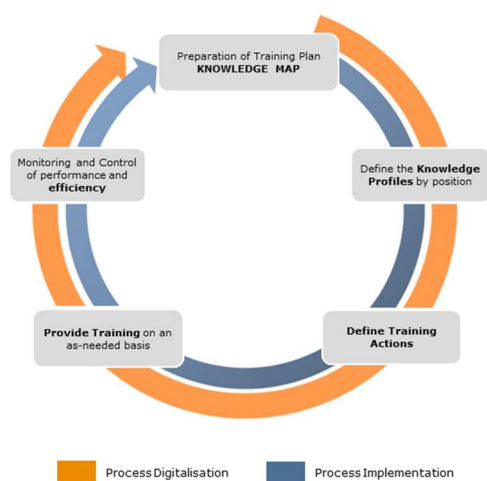 Preparation of Training Plan
KNOWLEDGE MAP
Define the Knowledge
Profiles by position
Define Training
Actions
Provide Training on an
as-needed basis
Monitoring and Control
of performance and
efficiency
Process Digitalisation
Process Implementation